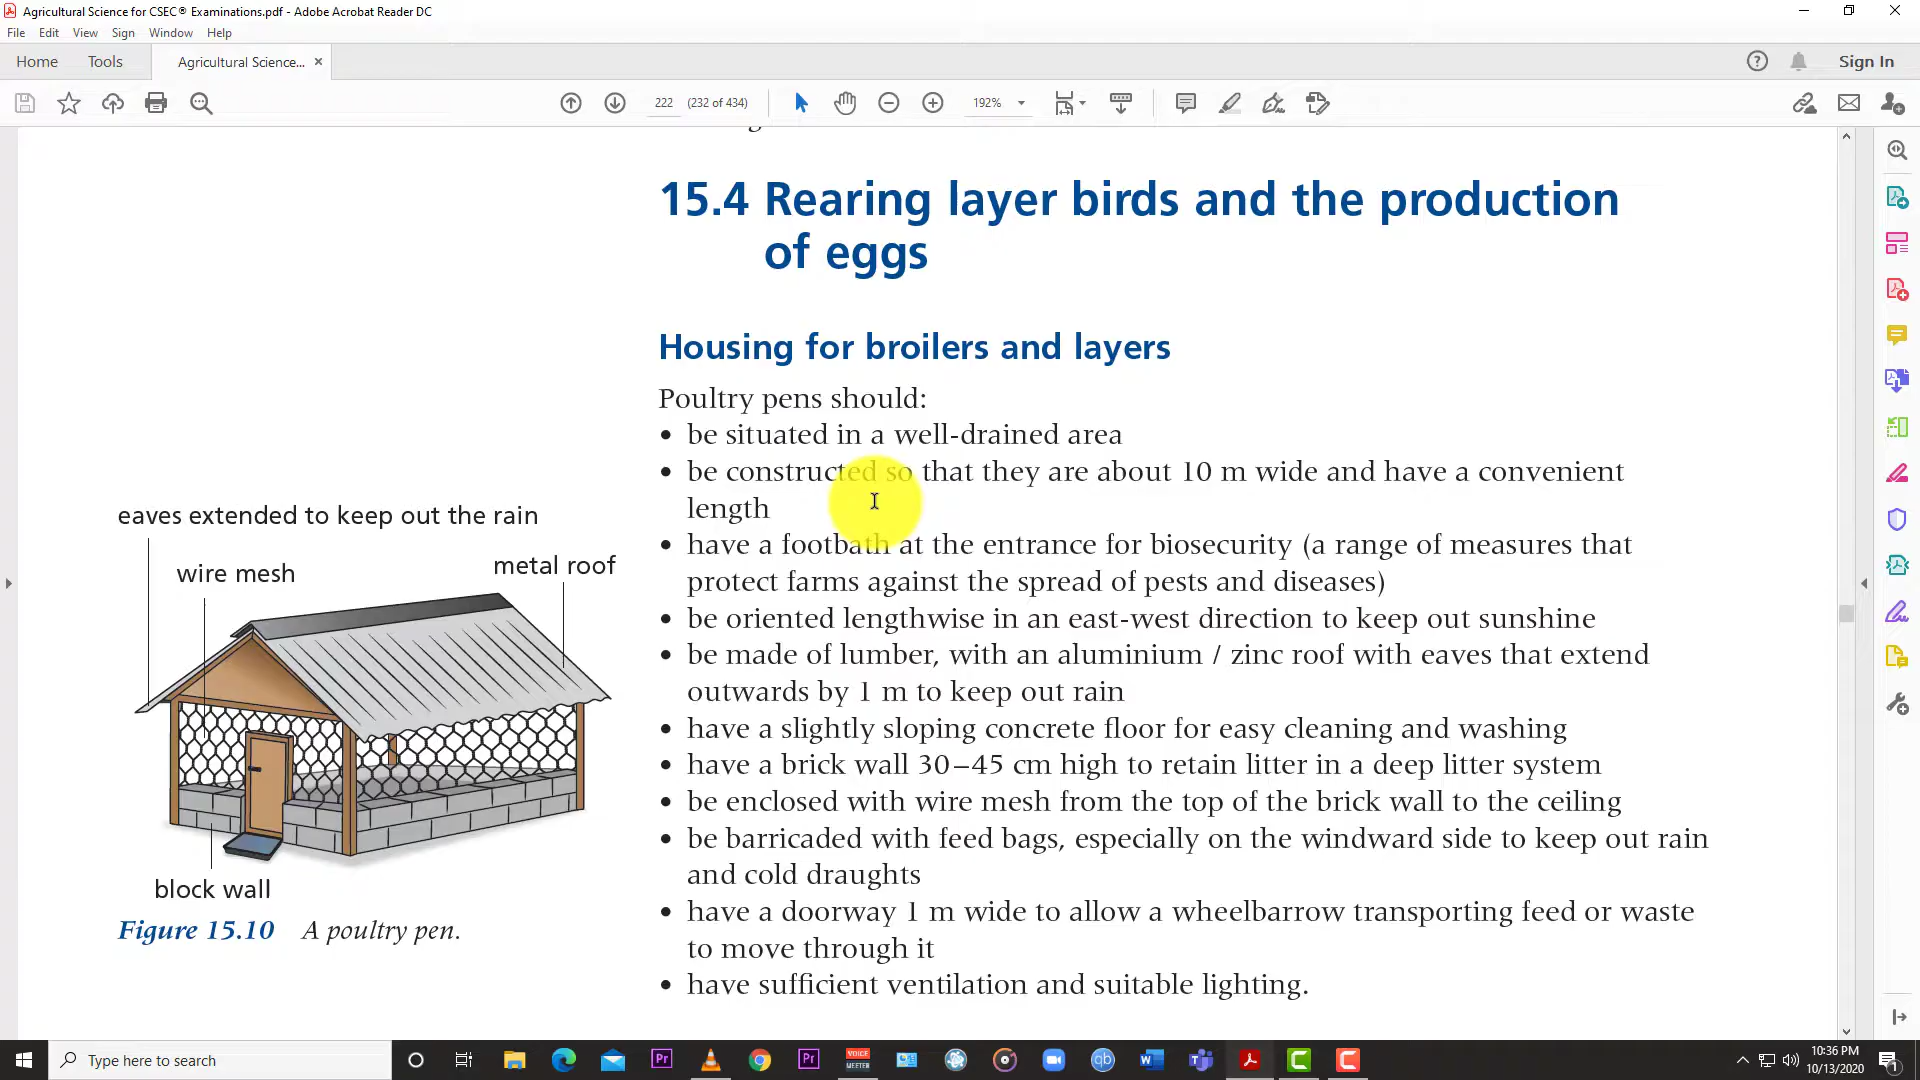 Agricultural Science for CSEC® Examinations.pdf - Adobe Acrobat Reader DC
File Edit View Sign Window Help
Home Tools Agricultural Science... × Sign In
222 (232 of 434) 192%
15.4 Rearing layer birds and the production
of eggs
Housing for broilers and layers
Poultry pens should:
• be situated in a well-drained area
• be constructed so that they are about 10 m wide and have a convenient
length
• have a footbath at the entrance for biosecurity (a range of measures that
protect farms against the spread of pests and diseases)
• be oriented lengthwise in an east-west direction to keep out sunshine
• be made of lumber, with an aluminium / zinc roof with eaves that extend
outwards by 1 m to keep out rain
• have a slightly sloping concrete floor for easy cleaning and washing
• have a brick wall 30–45 cm high to retain litter in a deep litter system
• be enclosed with wire mesh from the top of the brick wall to the ceiling
• be barricaded with feed bags, especially on the windward side to keep out rain
and cold draughts
• have a doorway 1 m wide to allow a wheelbarrow transporting feed or waste
to move through it
• have sufficient ventilation and suitable lighting.
eaves extended to keep out the rain
wire mesh
metal roof
block wall
Figure 15.10 A poultry pen.
Type here to search
Pr
Pr
VOICE
MEETER
qb
10:36 PM
10/13/2020
1